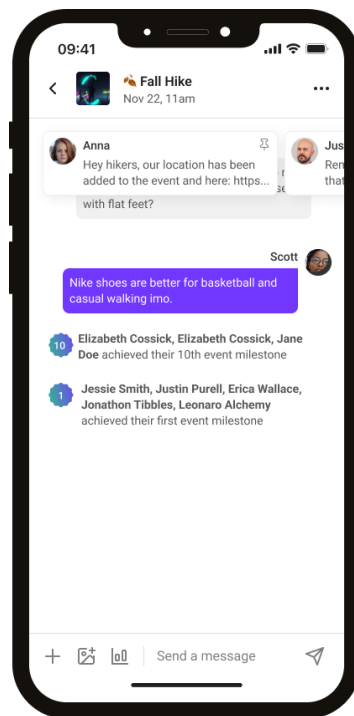 09:41
🍂 Fall Hike
Nov 22, 11am
Anna
Hey hikers, our location has been
added to the event and here: https...
Jus
Ren
that
with flat feet?
Scott
Nike shoes are better for basketball and
casual walking imo.
10
Elizabeth Cossick, Elizabeth Cossick, Jane
Doe achieved their 10th event milestone
1
Jessie Smith, Justin Purell, Erica Wallace,
Jonathon Tibbles, Leonaro Alchemy
achieved their first event milestone
Send a message